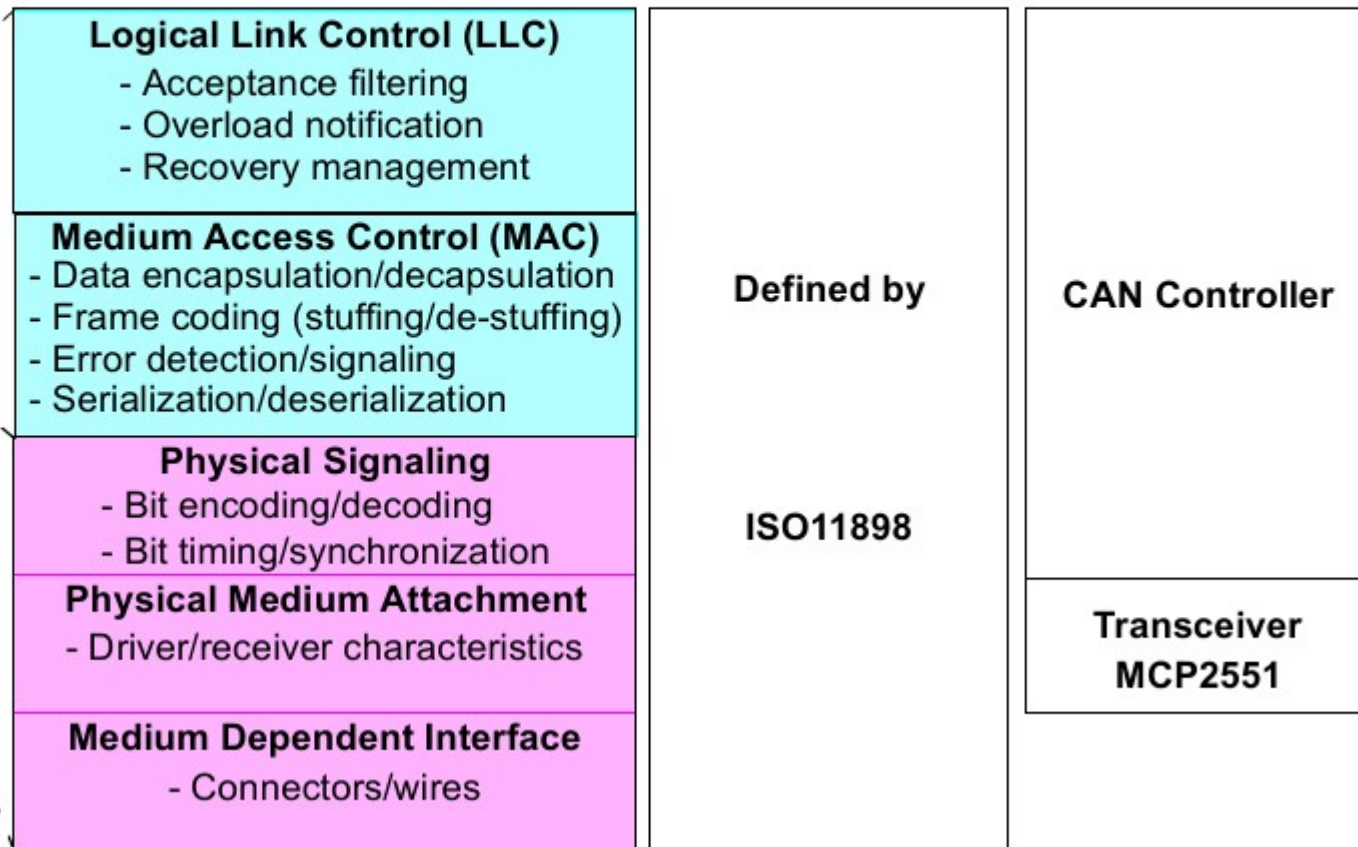 Logical Link Control (LLC)
- Acceptance filtering
- Overload notification
- Recovery management
Medium Access Control (MAC)
- Data encapsulation/decapsulation
- Frame coding (stuffing/de-stuffing)
- Error detection/signaling
- Serialization/deserialization
Physical Signaling
- Bit encoding/decoding
- Bit timing/synchronization
Physical Medium Attachment
- Driver/receiver characteristics
Medium Dependent Interface
- Connectors/wires
Defined by
ISO11898
CAN Controller
Transceiver
MCP2551